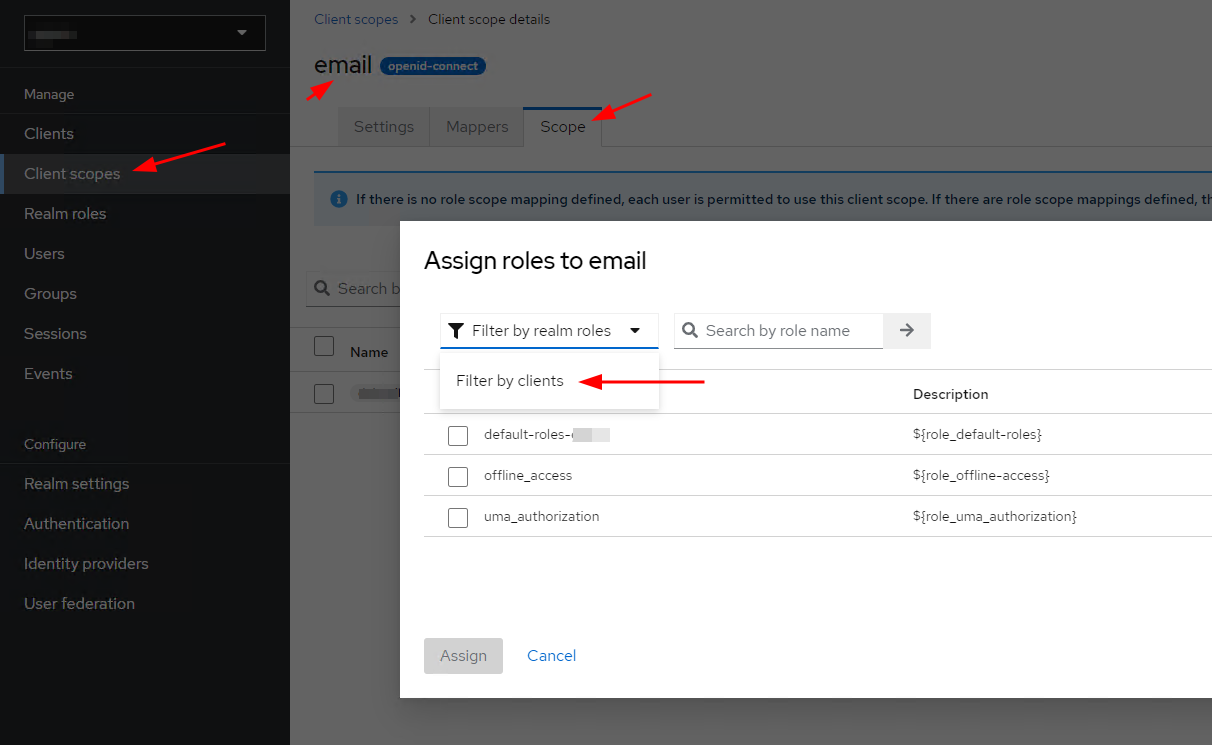 Client scopes > Client scope details
email openid-connect
Manage
Clients
Client scopes
Realm roles
Users
Groups
Sessions
Events
Configure
Realm settings
Authentication
Identity providers
User federation
Settings Mappers Scope
If there is no role scope mapping defined, each user is permitted to use this client scope. If there are role scope mappings defined,
Search
Name
Assign roles to email
Filter by realm roles Search by role name
Filter by clients
Description
default-roles- ${role_default-roles}
offline_access ${role_offline-access}
uma_authorization ${role_uma_authorization}
Assign Cancel